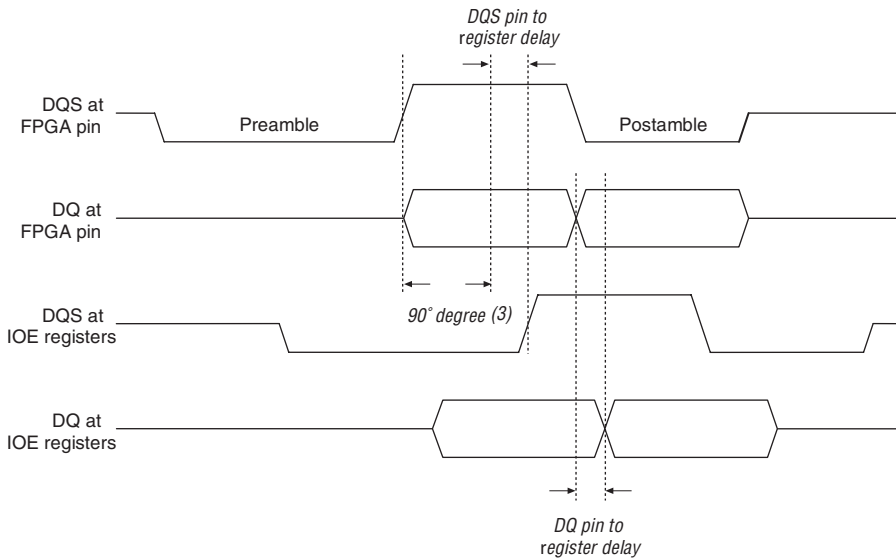 DQS pin to
register delay
DQS at
FPGA pin
Preamble
Postamble
DQ at
FPGA pin
90° degree (3)
DQS at
IOE registers
DQ at
IOE registers
DQ pin to
register delay